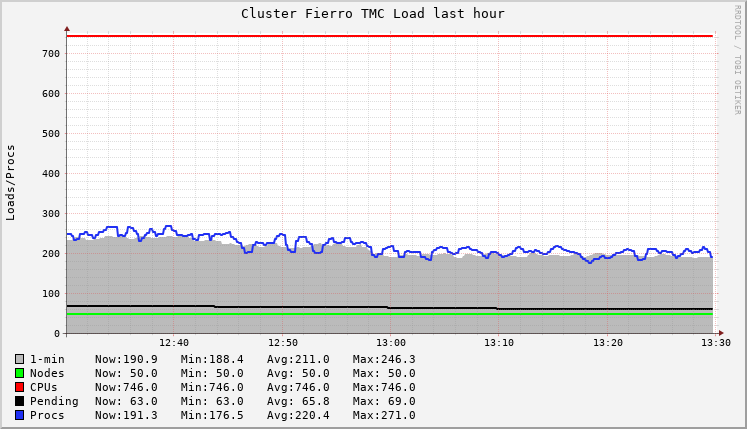 Cluster Fierro TMC Load last hour
RRDTOOL / TOBI OETIKER
Loads/Procs
700
600
500
400
300
200
100
0
12:40 12:50 13:00 13:10 13:20 13:30
1-min Now:190.9 Min:188.4 Avg:211.0 Max:246.3
Nodes Now: 50.0 Min: 50.0 Avg: 50.0 Max: 50.0
CPUs Now:746.0 Min:746.0 Avg:746.0 Max:746.0
Pending Now: 63.0 Min: 63.0 Avg: 65.8 Max: 69.0
Procs Now:191.3 Min:176.5 Avg:220.4 Max:271.0